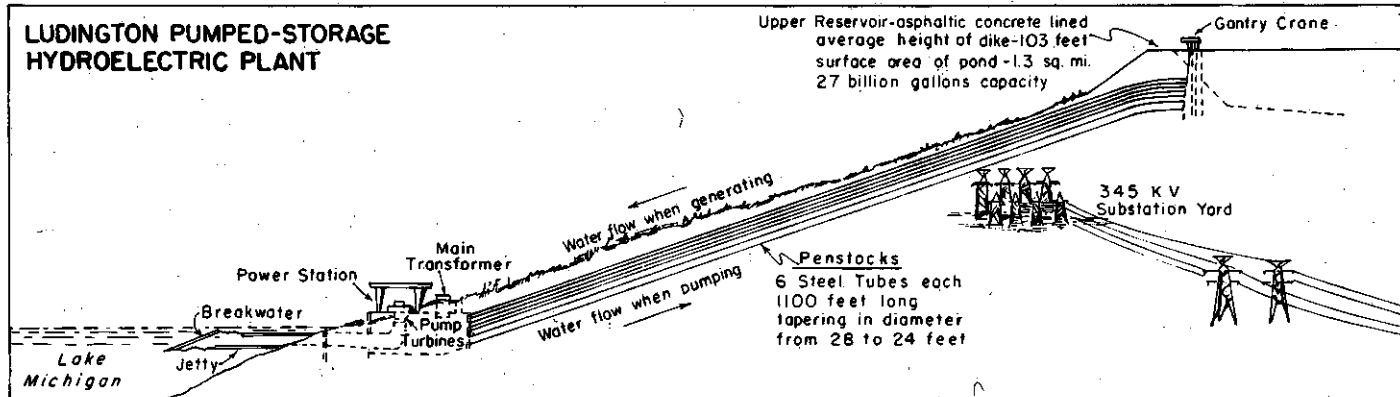 LUDINGTON PUMPED-STORAGE
HYDROELECTRIC PLANT
Upper Reservoir-asphaltic concrete lined
average height of dike-103 feet
surface area of pond-1.3 sq. mi.
27 billion gallons capacity
Gantry Crane
345 KV
Substation Yard
Water flow when generating
Main
Transformer
Power Station
Breakwater
Pump
Turbines
Water flow when pumping
Penstocks
6 Steel Tubes each
1100 feet long
tapering in diameter
from 28 to 24 feet
Jetty
Lake
Michigan